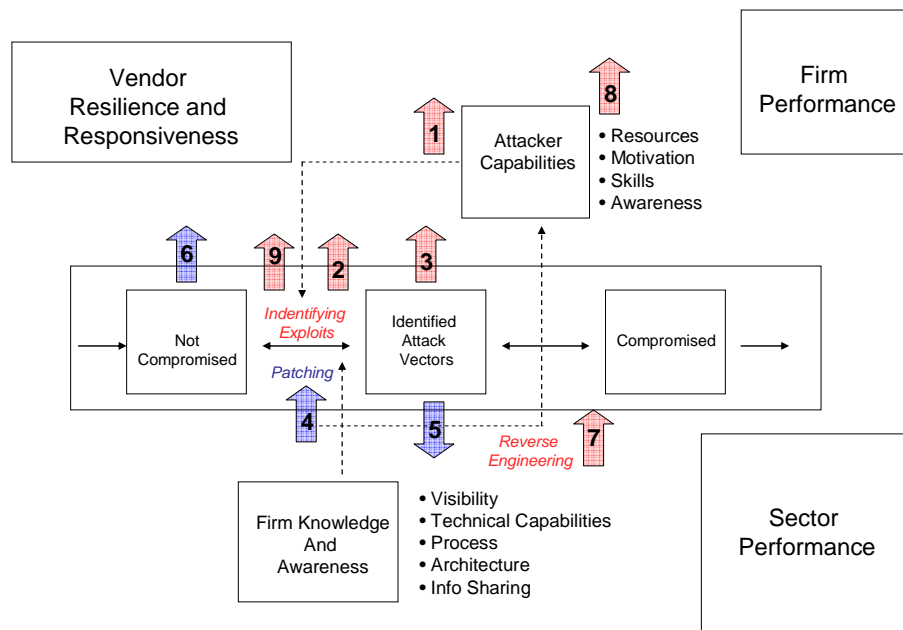 Vendor
Resilience and
Responsiveness
Firm
Performance
8
1
Attacker
Capabilities
• Resources
• Motivation
• Skills
• Awareness
6
9
2
3
Not
Compromised
Indentifying
Exploits
Patching
Identified
Attack
Vectors
Compromised
4
5
7
Reverse
Engineering
Firm Knowledge
And
Awareness
• Visibility
• Technical Capabilities
• Process
• Architecture
• Info Sharing
Sector
Performance